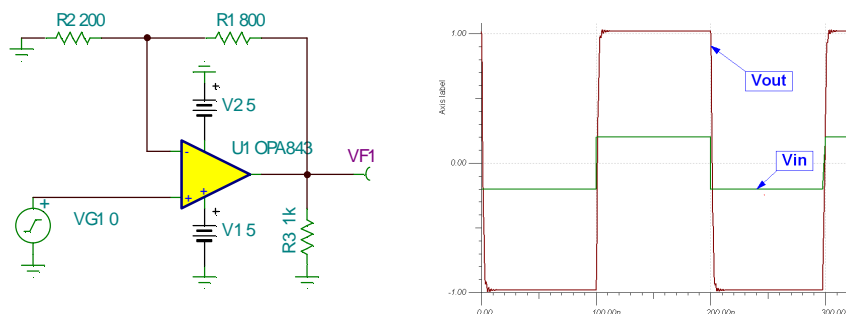 R2 200
R1 800
V2 5
U1 OPA843
VF1
VG1 0
V1 5
R3 1k
Axis label
1.00
0.00
-1.00
Vout
Vin
0.00
100.00n
200.00n
300.00n